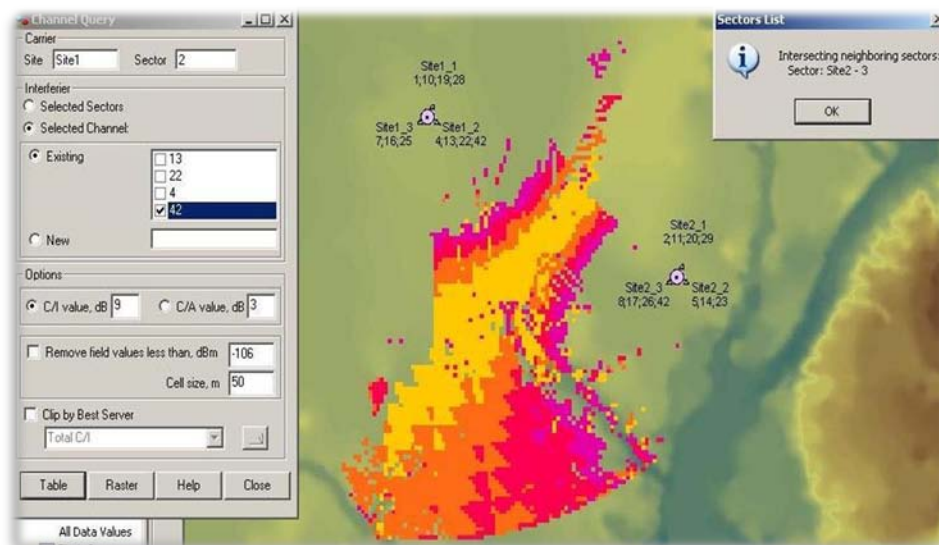 Channel Query
Carrier
Site Site1 Sector 2
Interferier
Selected Sectors
Selected Channel:
Existing
13
22
4
42
New
Options
C/I value, dB 9 C/A value, dB 3
Remove field values less than, dBm -106
Cell size, m 50
Clip by Best Server
Total C/I
...
Table Raster Help Close
All Data Values
Site1_1
1;10;19;28
Site1_3 Site1_2
7;16;25 4;13;22;42
Site2_1
2;11;20;29
Site2_3 Site2_2
8;17;26;42 5;14;23
Sectors List
Intersecting neighboring sectors:
Sector: Site2 - 3
OK